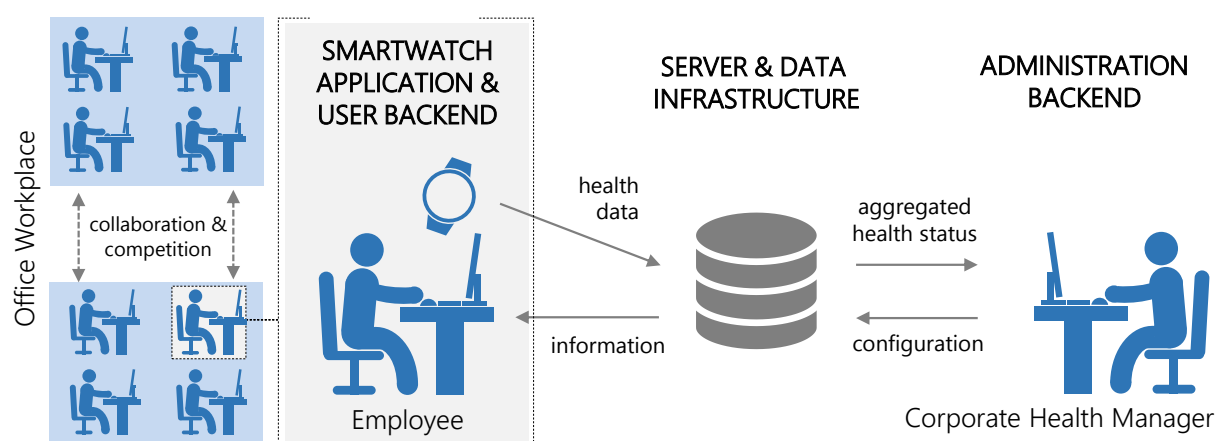 Office Workplace
collaboration &
competition
SMARTWATCH
APPLICATION &
USER BACKEND
Employee
health
data
information
SERVER & DATA
INFRASTRUCTURE
aggregated
health status
configuration
ADMINISTRATION
BACKEND
Corporate Health Manager